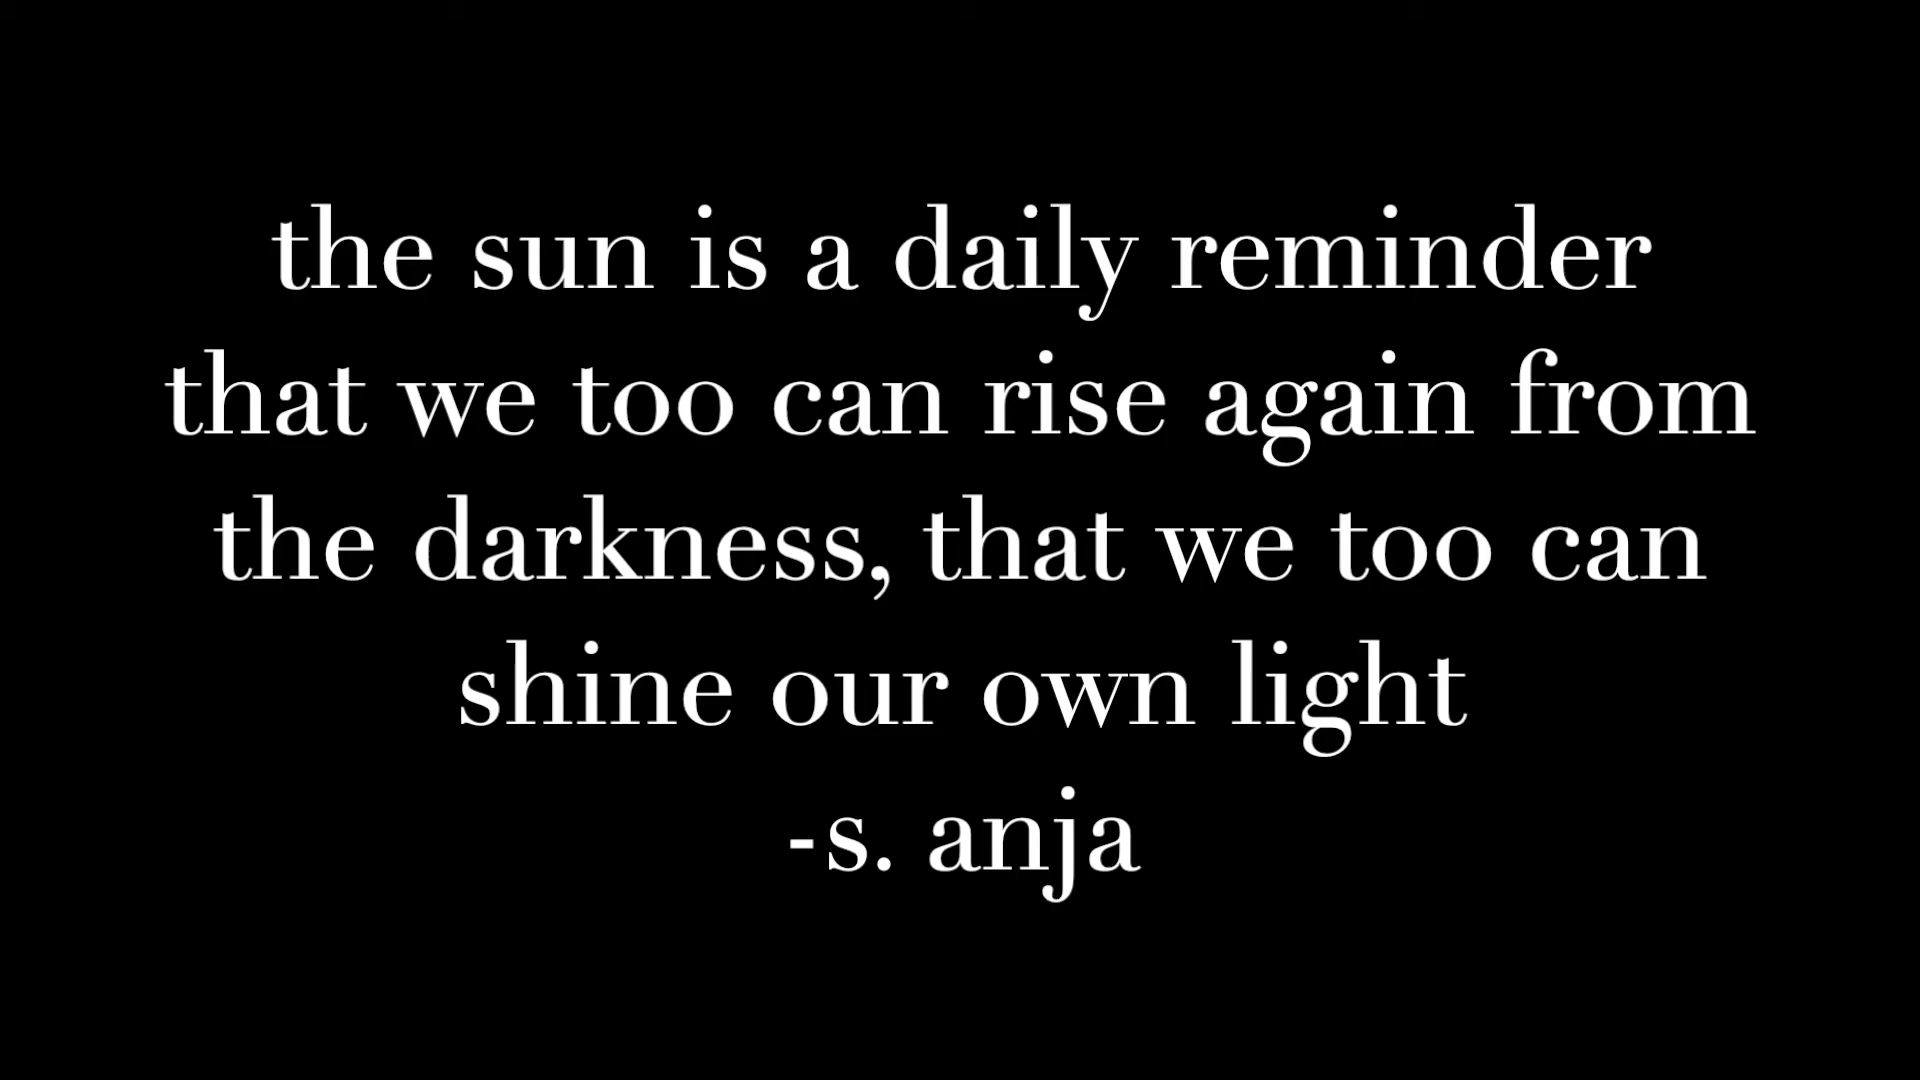 the sun is a daily reminder
that we too can rise again from
the darkness, that we too can
shine our own light
-s. anja